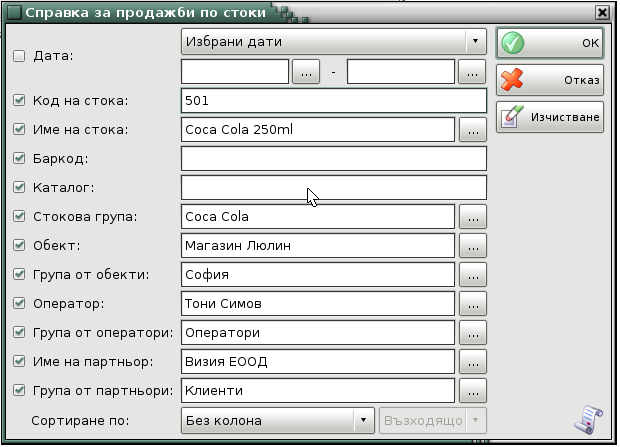 Справка за продажби по стоки
Дата: Избрани дати
... - ...
Код на стока: 501
Име на стока: Coca Cola 250ml ...
Баркод:
Каталог:
Стокова група: Coca Cola ...
Обект: Магазин Люлин ...
Група от обекти: София ...
Оператор: Тони Симов ...
Група от оператори: Оператори ...
Име на партньор: Визия ЕООД ...
Група от партньори: Клиенти ...
Сортиране по: Без колона Възходящо
ОК
Отказ
Изчистване